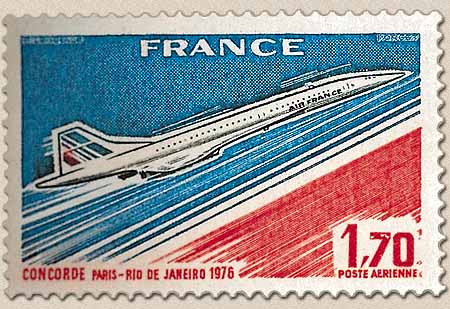 FRANCE
AIR FRANCE
1,70
POSTE AERIENNE
CONCORDE PARIS-RIO DE JANEIRO 1976